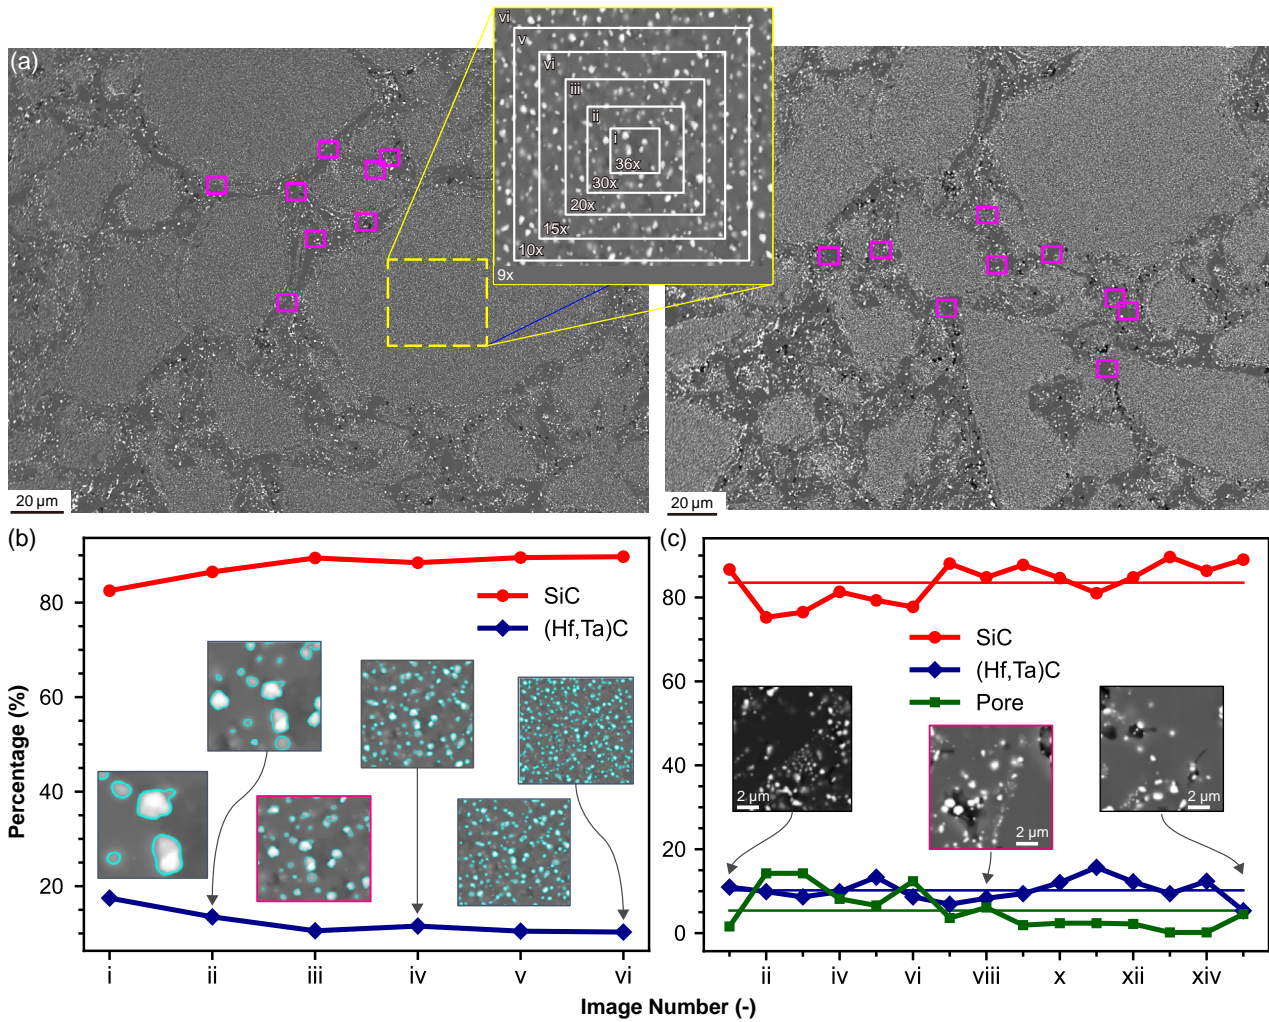 (a)
vi
v
vi
iii
ii
i
36x
30x
20x
15x
10x
9x
20 µm
20 µm
(b)
80
60
40
20
Percentage (%)
SiC
(Hf,Ta)C
i
ii
iii
iv
v
vi
(c)
80
60
40
20
0
SiC
(Hf,Ta)C
Pore
2 µm
2 µm
2 µm
ii
iv
vi
viii
x
xii
xiv
Image Number (-)